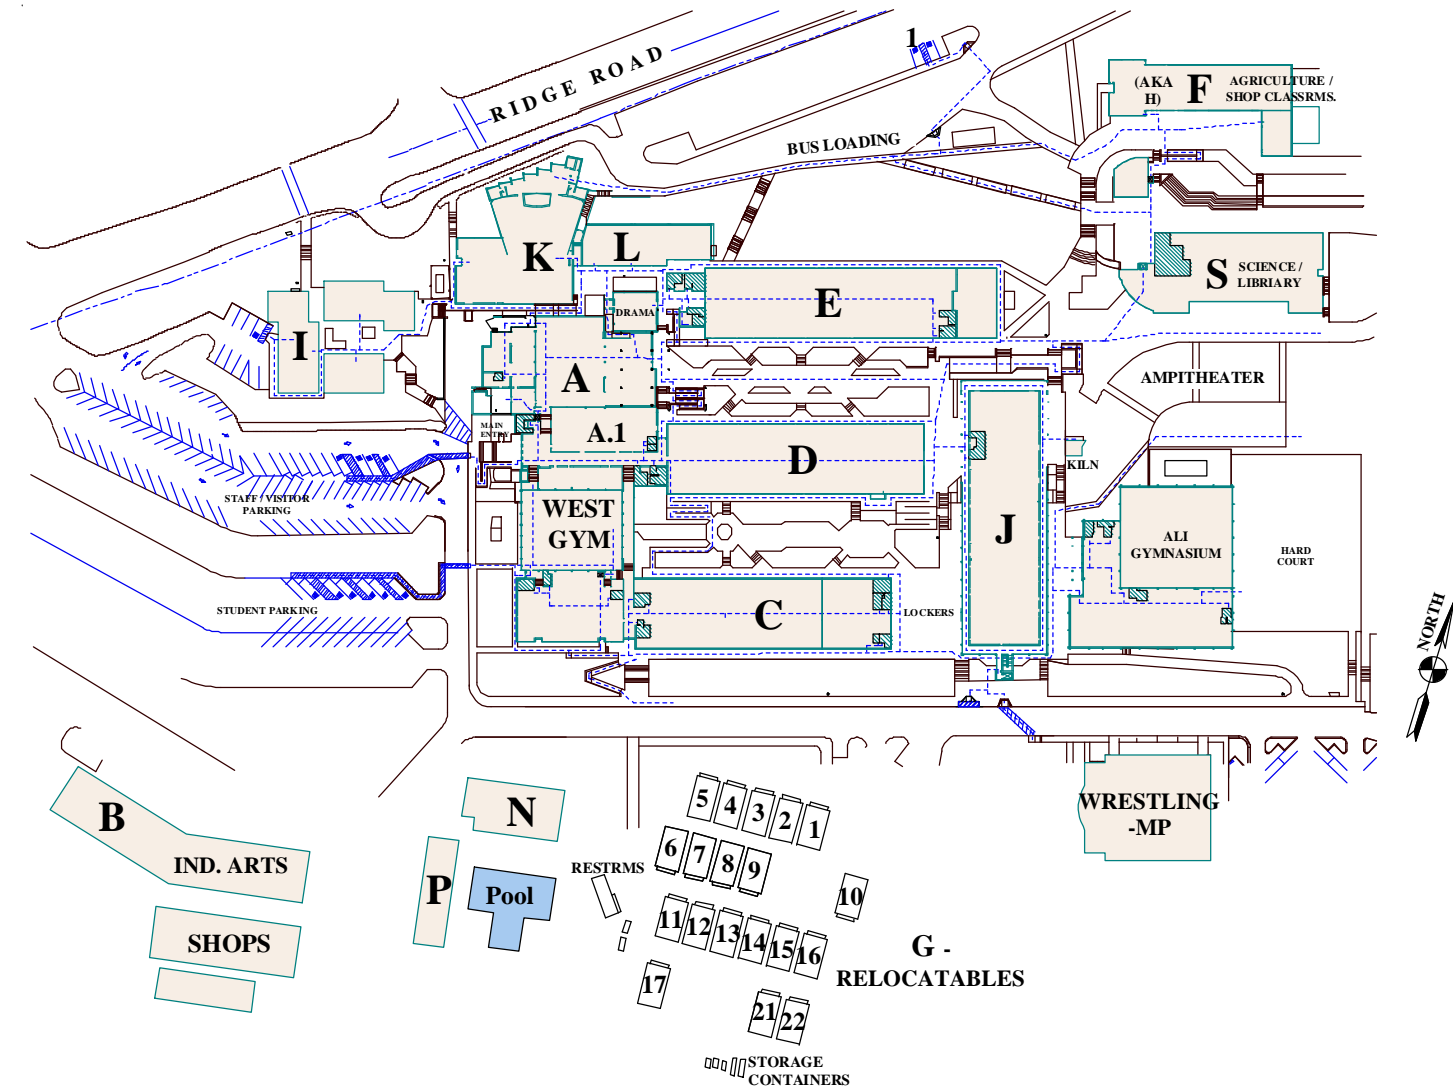 1
RIDGE ROAD
(AKA
H)
F
AGRICULTURE /
SHOP CLASSRMS.
BUS LOADING
K
L
E
S
SCIENCE /
LIBRIARY
DRAMA
I
A
AMPITHEATER
MAIN
ENTRY
A.1
D
KILN
STAFF / VISITOR
PARKING
WEST
GYM
J
ALI
GYMNASIUM
HARD
COURT
STUDENT PARKING
C
LOCKERS
NORTH
B
IND. ARTS
N
5
4
3
2
1
WRESTLING
-MP
6
7
8
9
RESTRMS
P
Pool
10
11
12
13
14
15
16
SHOPS
G -
RELOCATABLES
17
21
22
STORAGE
CONTAINERS